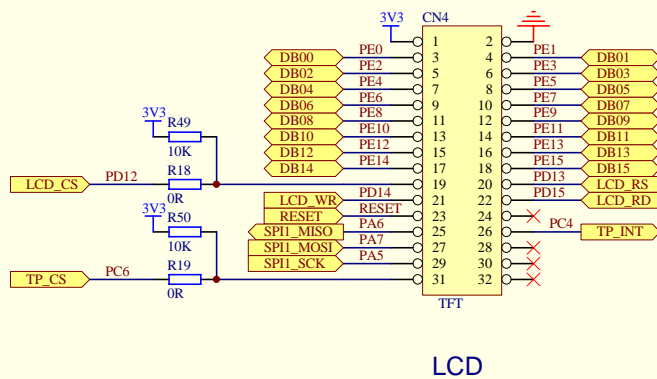 3V3 CN4
1 2
DB00 PE0 3 4 PE1 DB01
DB02 PE2 5 6 PE3 DB03
DB04 PE4 7 8 PE5 DB05
DB06 PE6 9 10 PE7 DB07
DB08 PE8 11 12 PE9 DB09
DB10 PE10 13 14 PE11 DB11
DB12 PE12 15 16 PE13 DB13
DB14 PE14 17 18 PE15 DB15
3V3 R49
10K
LCD_CS PD12 R18 19 20 PD13 LCD_RS
0R
LCD_WR PD14 21 22 PD15 LCD_RD
RESET RESET 23 24
3V3 R50
10K
SPI1_MISO PA6 25 26 PC4 TP_INT
SPI1_MOSI PA7 27 28
SPI1_SCK PA5 29 30
TP_CS PC6 R19 31 32
0R
TFT
LCD